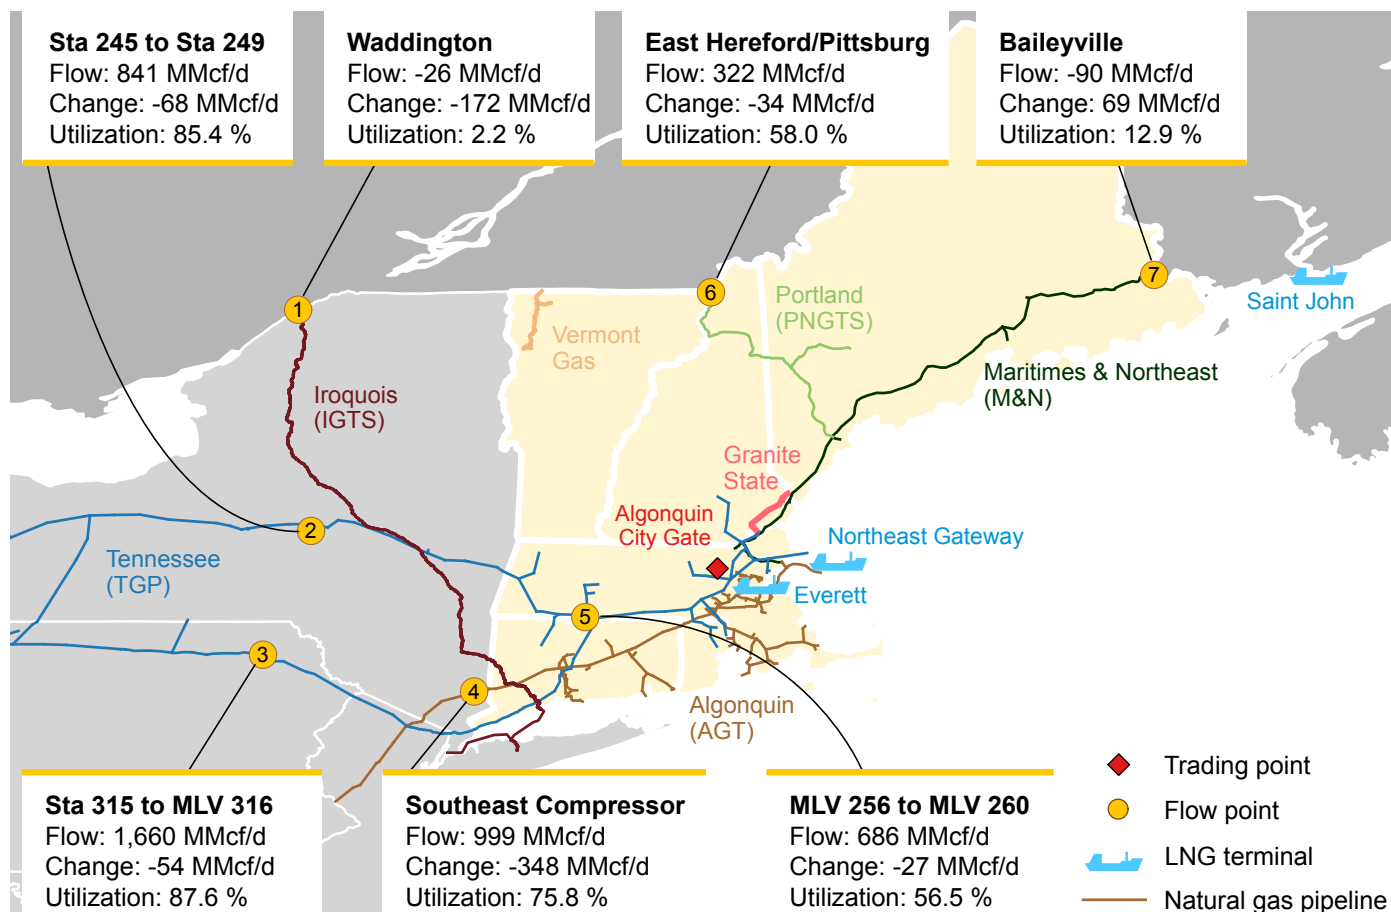 Sta 245 to Sta 249
Flow: 841 MMcf/d
Change: -68 MMcf/d
Utilization: 85.4 %
Waddington
Flow: -26 MMcf/d
Change: -172 MMcf/d
Utilization: 2.2 %
East Hereford/Pittsburg
Flow: 322 MMcf/d
Change: -34 MMcf/d
Utilization: 58.0 %
Baileyville
Flow: -90 MMcf/d
Change: 69 MMcf/d
Utilization: 12.9 %
1
6
7
Portland
(PNGTS)
Saint John
Vermont
Gas
Maritimes & Northeast
(M&N)
Iroquois
(IGTS)
Granite
State
Algonquin
City Gate
2
Northeast Gateway
Tennessee
(TGP)
Everett
5
3
4
Algonquin
(AGT)
Sta 315 to MLV 316
Flow: 1,660 MMcf/d
Change: -54 MMcf/d
Utilization: 87.6 %
Southeast Compressor
Flow: 999 MMcf/d
Change: -348 MMcf/d
Utilization: 75.8 %
MLV 256 to MLV 260
Flow: 686 MMcf/d
Change: -27 MMcf/d
Utilization: 56.5 %
Trading point
Flow point
LNG terminal
Natural gas pipeline